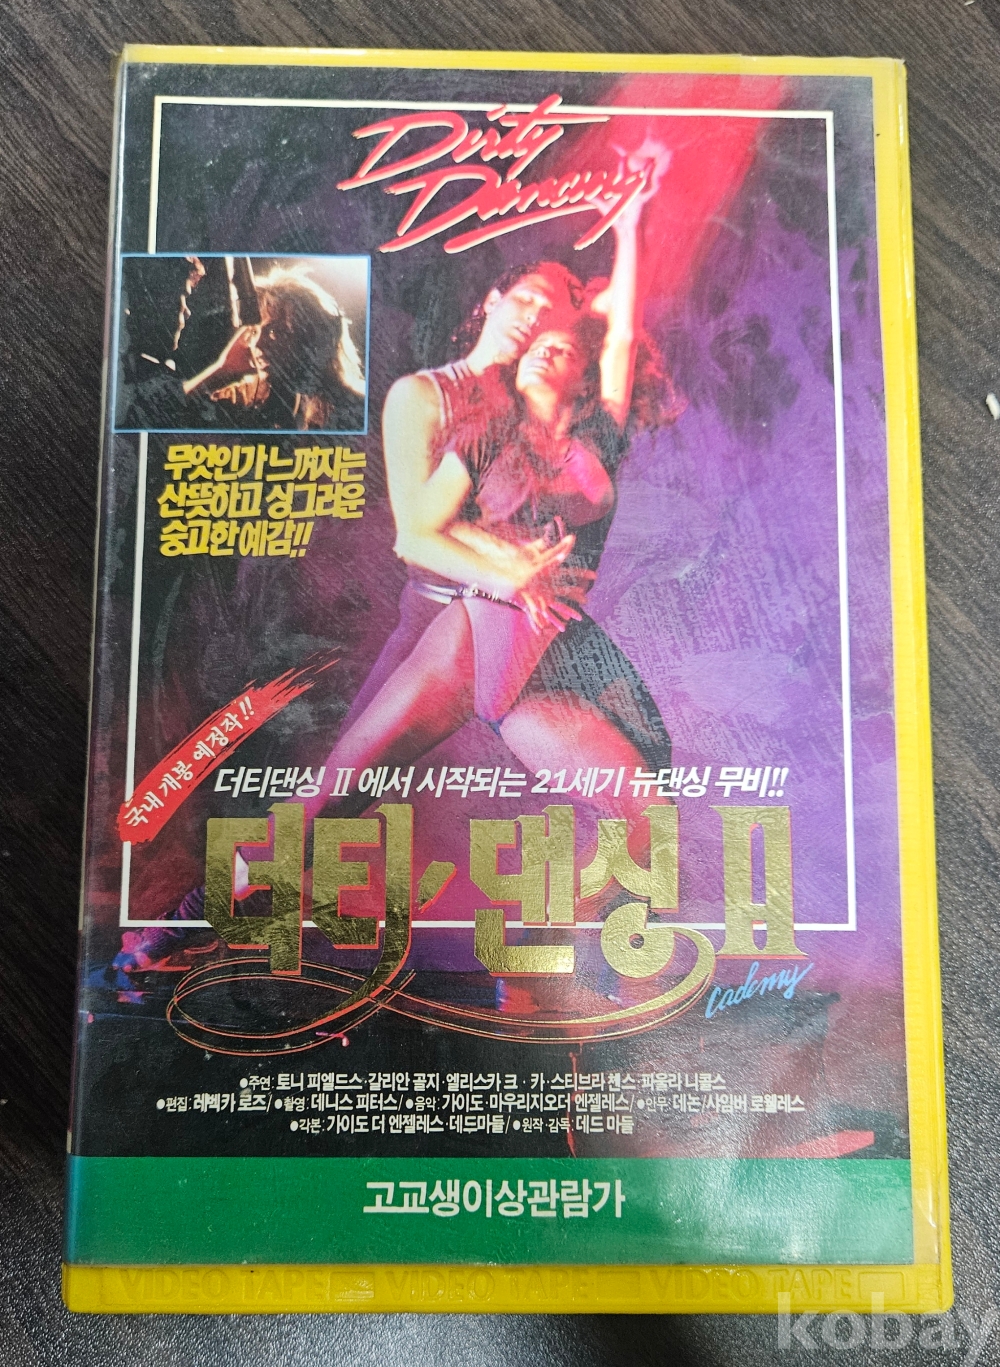 Dirty
Dancing
무엇인가 느껴지는
산뜻하고 싱그러운
숭고한 예감!!
국내 개봉 예정작!!
더티댄싱 Ⅱ에서 시작되는 21세기 뉴댄싱 무비!!
더티·댄싱 Ⅱ
cademy
●주연: 토니 피엘드스·갈리안 골지·엘리스카 크·카·스티브라 첸스·파울라 니콜스
●편집: 레벡카 로즈/●촬영: 데니스 피터스/●음악: 가이도·마우리지오더 엔젤레스/●안무: 데논/사임버 로웰레스
●각본: 가이도 더 엔젤레스·데드마들/●원작·감독: 데드 마들
고교생이상관람가
VIDEO TAPE VIDEO TAPE VIDEO TAPE
kobay